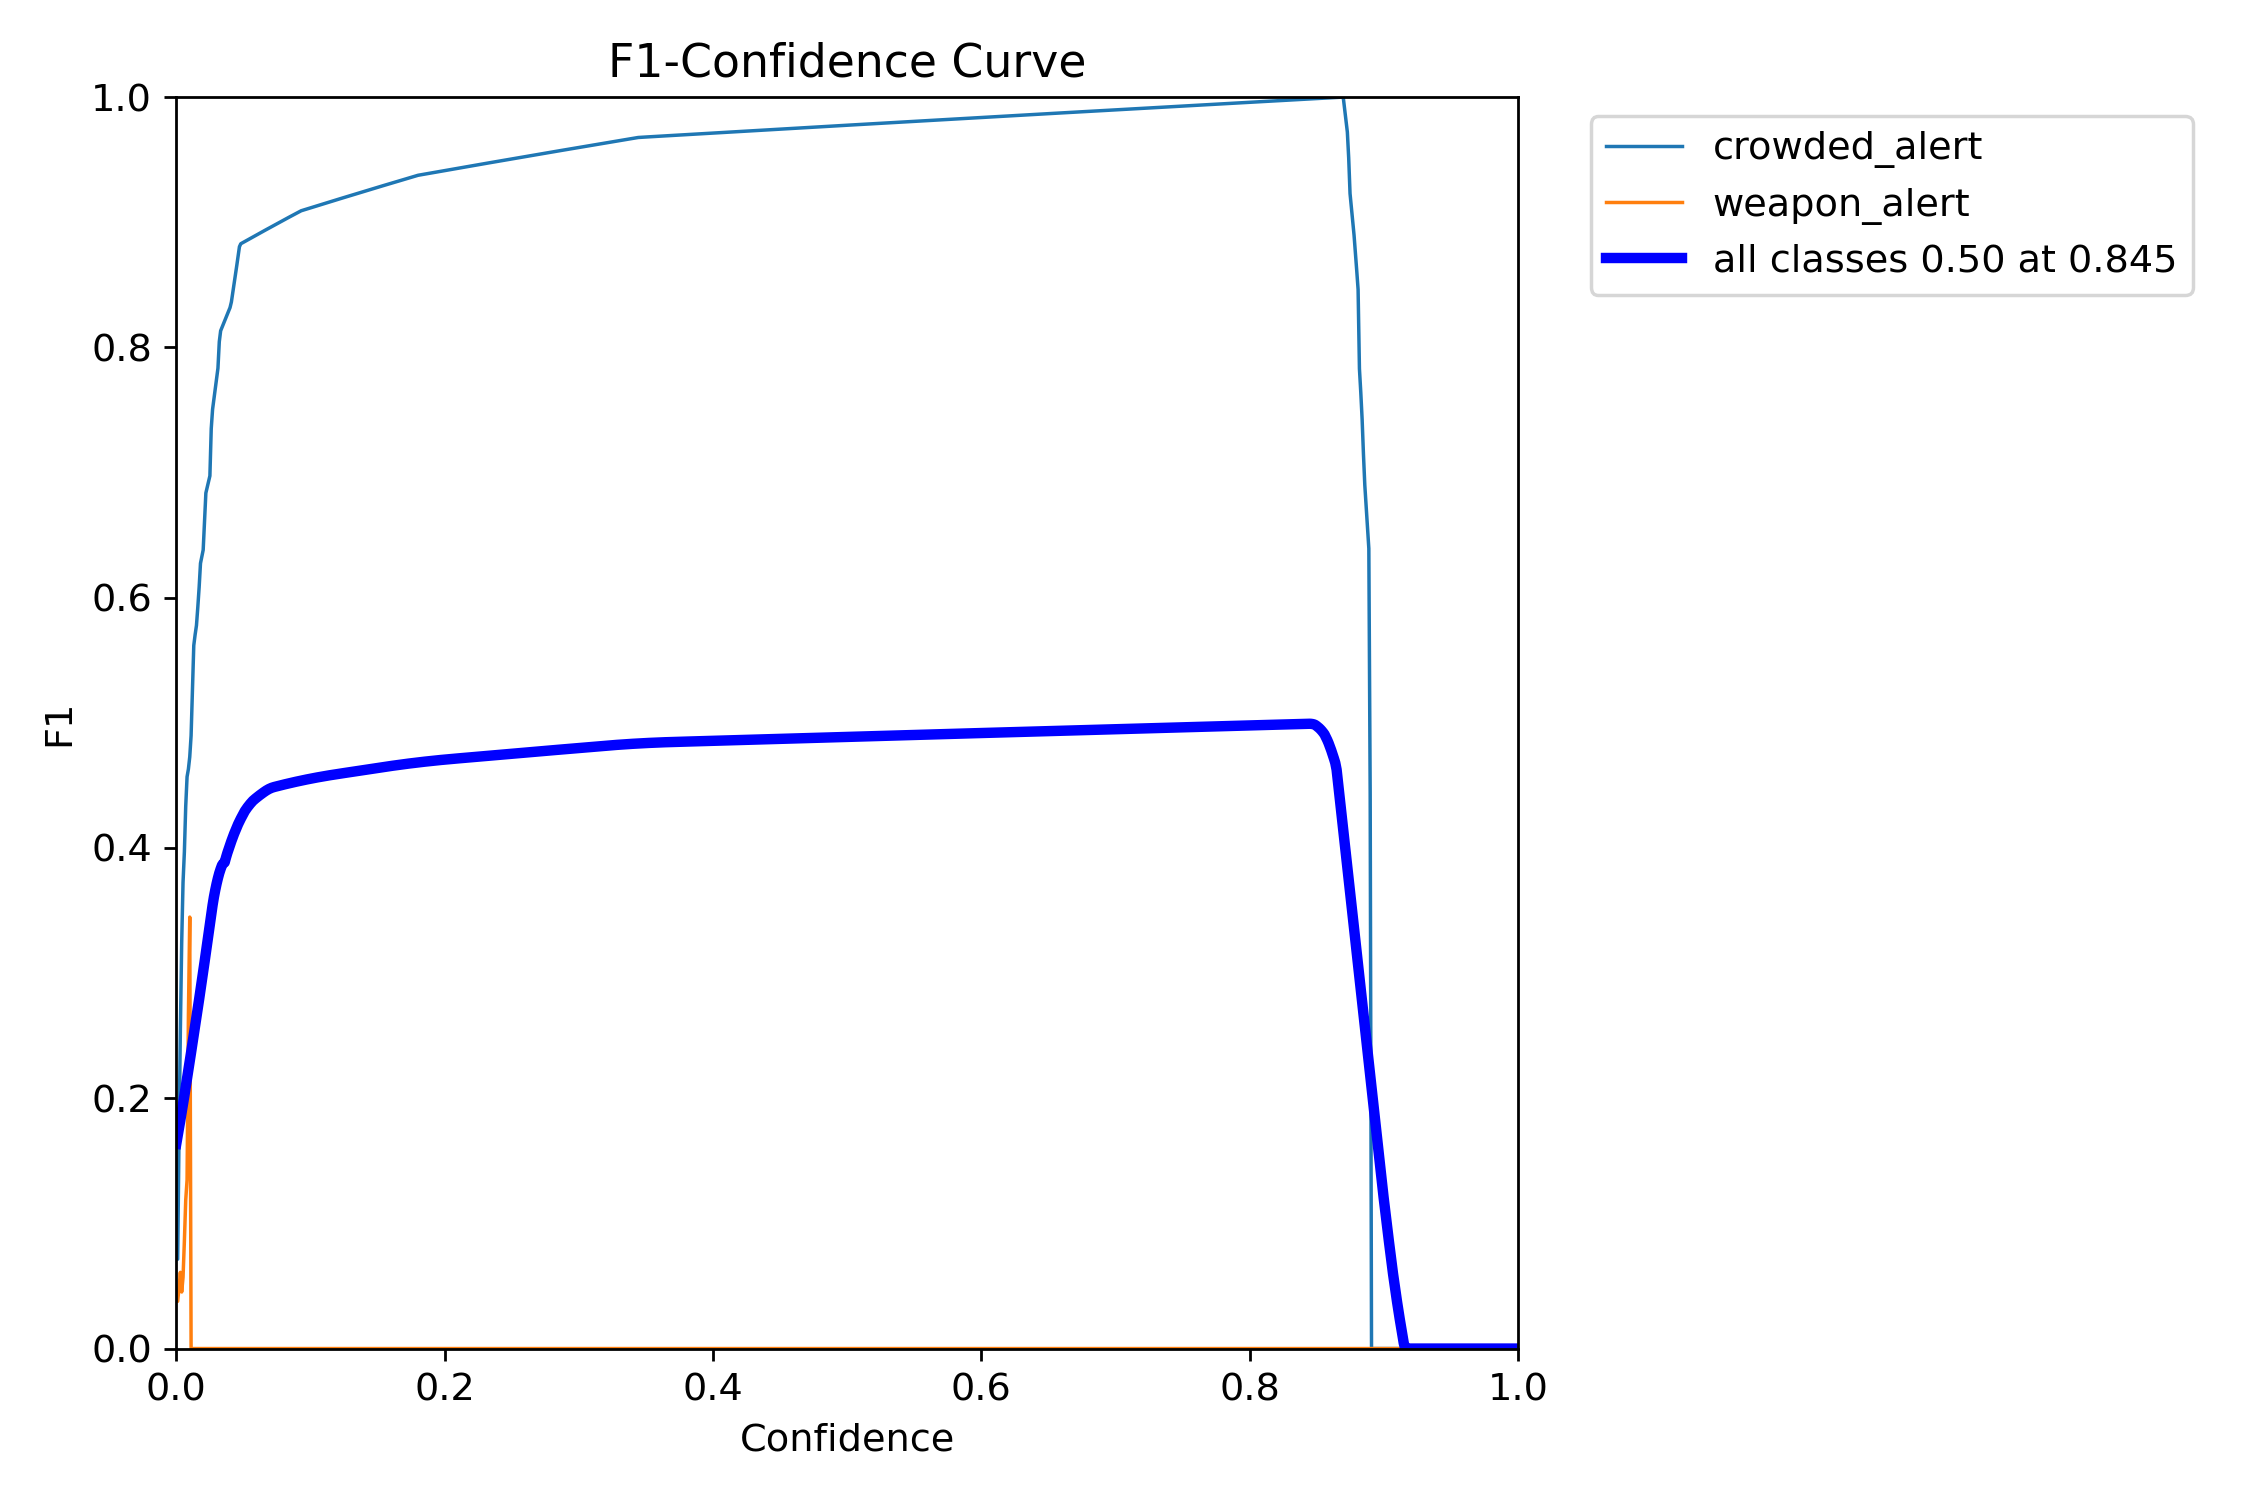 F1-Confidence Curve
1.0
0.8
0.6
0.4
0.2
0.0
F1
0.0 0.2 0.4 0.6 0.8 1.0
Confidence
crowded_alert
weapon_alert
all classes 0.50 at 0.845